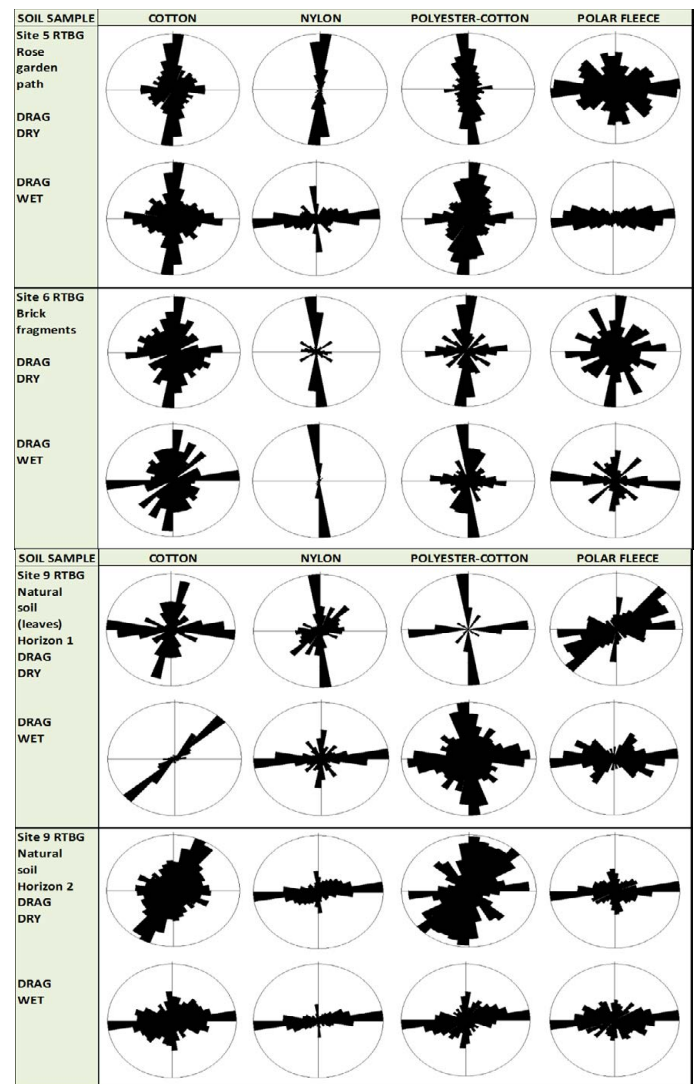 SOIL SAMPLE COTTON NYLON POLYESTER-COTTON POLAR FLEECE
Site 5 RTBG
Rose
garden
path
DRAG
DRY
DRAG
WET
Site 6 RTBG
Brick
fragments
DRAG
DRY
DRAG
WET
SOIL SAMPLE COTTON NYLON POLYESTER-COTTON POLAR FLEECE
Site 9 RTBG
Natural
soil
(leaves)
Horizon 1
DRAG
DRY
DRAG
WET
Site 9 RTBG
Natural
soil
Horizon 2
DRAG
DRY
DRAG
WET